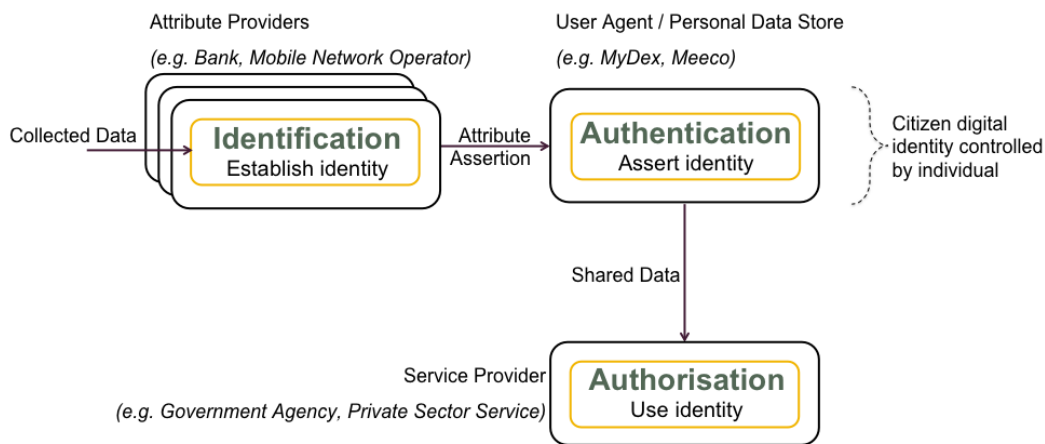 Attribute Providers
(e.g. Bank, Mobile Network Operator)
User Agent / Personal Data Store
(e.g. MyDex, Meeco)
Collected Data
Identification
Establish identity
Attribute
Assertion
Authentication
Assert identity
Citizen digital
identity controlled
by individual
Shared Data
Service Provider
(e.g. Government Agency, Private Sector Service)
Authorisation
Use identity